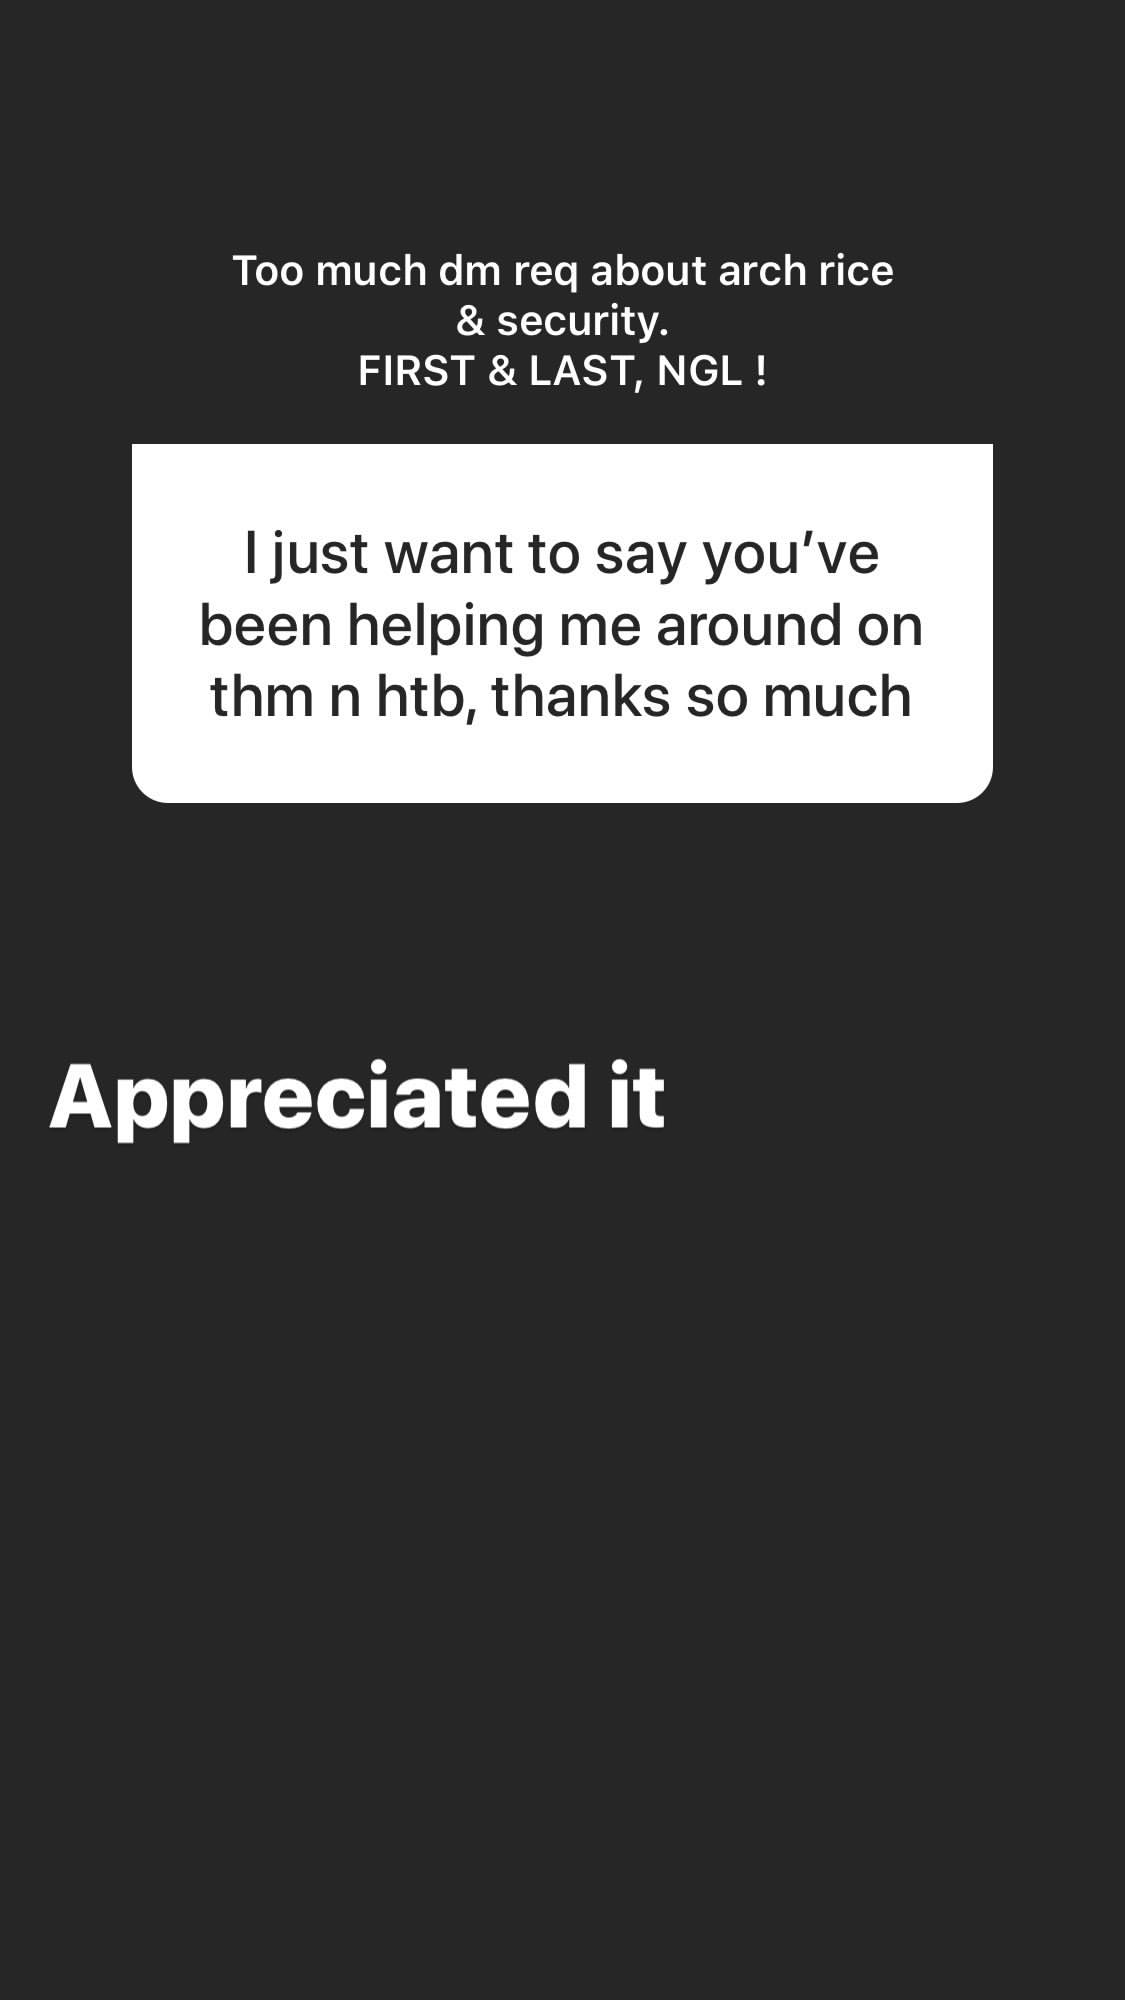 Too much dm req about arch rice
& security.
FIRST & LAST, NGL !
I just want to say you’ve
been helping me around on
thm n htb, thanks so much
Appreciated it